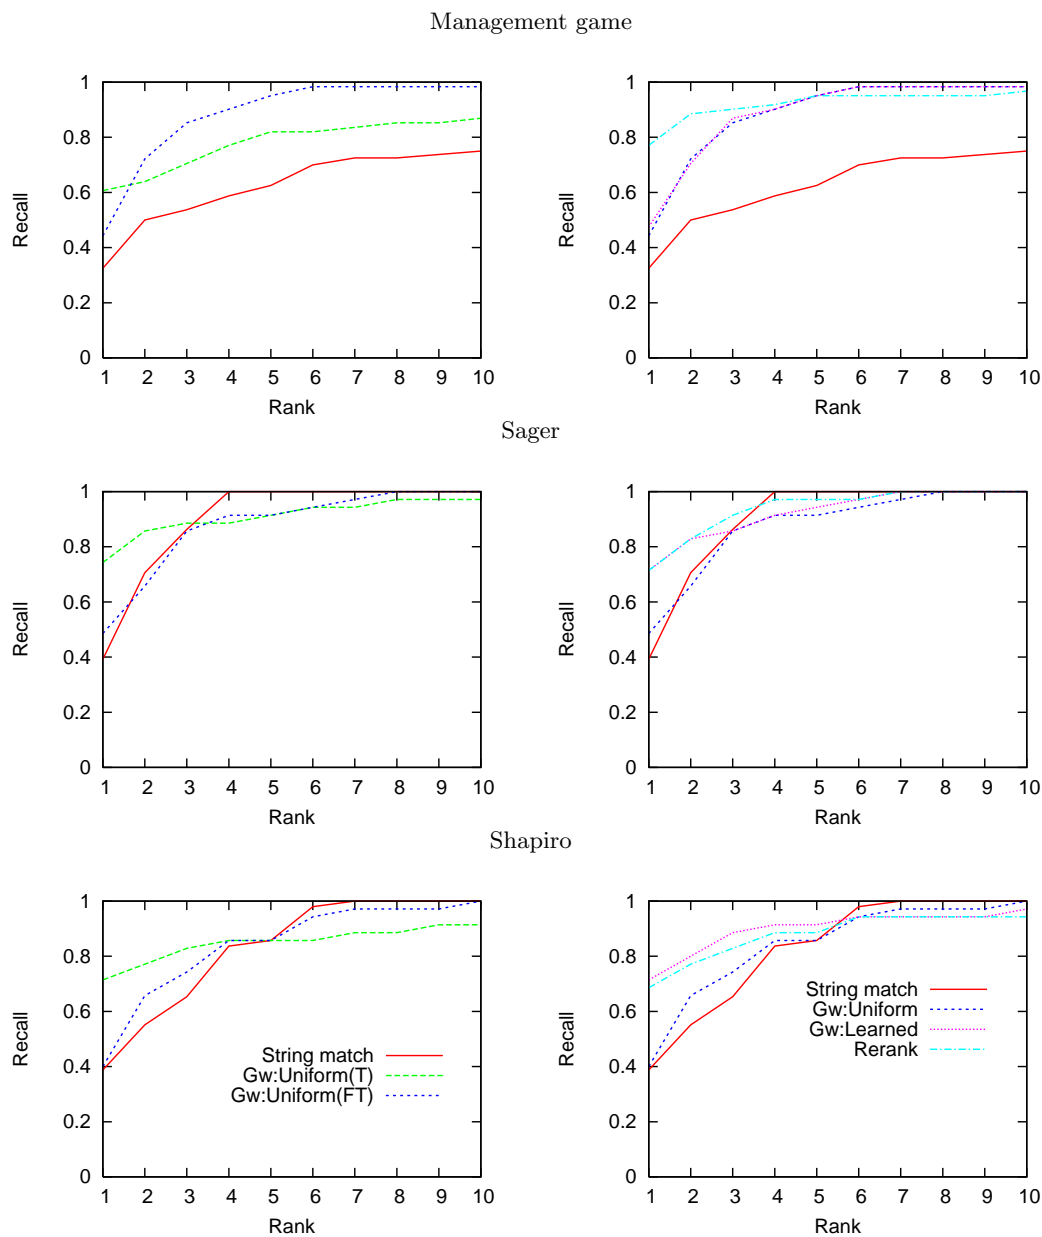 Management game
1
0.8
0.6
0.4
0.2
0
Recall
1 2 3 4 5 6 7 8 9 10
Rank
1
0.8
0.6
0.4
0.2
0
Recall
1 2 3 4 5 6 7 8 9 10
Rank
Sager
1
0.8
0.6
0.4
0.2
0
Recall
1 2 3 4 5 6 7 8 9 10
Rank
1
0.8
0.6
0.4
0.2
0
Recall
1 2 3 4 5 6 7 8 9 10
Rank
Shapiro
1
0.8
0.6
0.4
0.2
0
Recall
String match
Gw:Uniform(T)
Gw:Uniform(FT)
1 2 3 4 5 6 7 8 9 10
Rank
1
0.8
0.6
0.4
0.2
0
Recall
String match
Gw:Uniform
Gw:Learned
Rerank
1 2 3 4 5 6 7 8 9 10
Rank